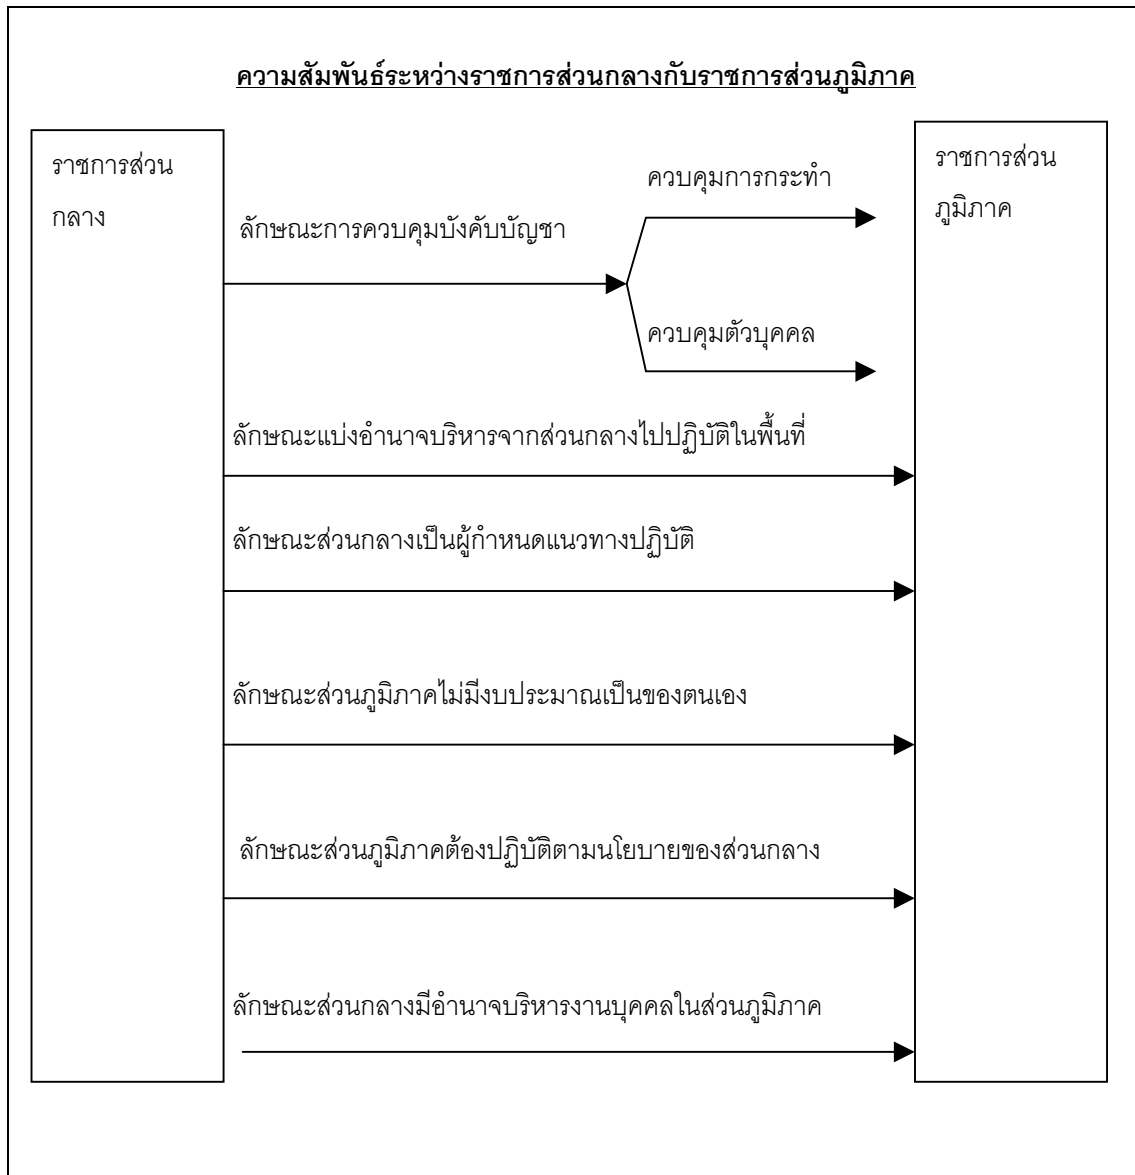 ความสัมพันธ์ระหว่างราชการส่วนกลางกับราชการส่วนภูมิภาค
ราชการส่วน
กลาง
ราชการส่วน
ภูมิภาค
ควบคุมการกระทำ
ลักษณะการควบคุมบังคับบัญชา
ควบคุมตัวบุคคล
ลักษณะแบ่งอำนาจบริหารจากส่วนกลางไปปฏิบัติในพื้นที่
ลักษณะส่วนกลางเป็นผู้กำหนดแนวทางปฏิบัติ
ลักษณะส่วนภูมิภาคไม่มีงบประมาณเป็นของตนเอง
ลักษณะส่วนภูมิภาคต้องปฏิบัติตามนโยบายของส่วนกลาง
ลักษณะส่วนกลางมีอำนาจบริหารงานบุคคลในส่วนภูมิภาค